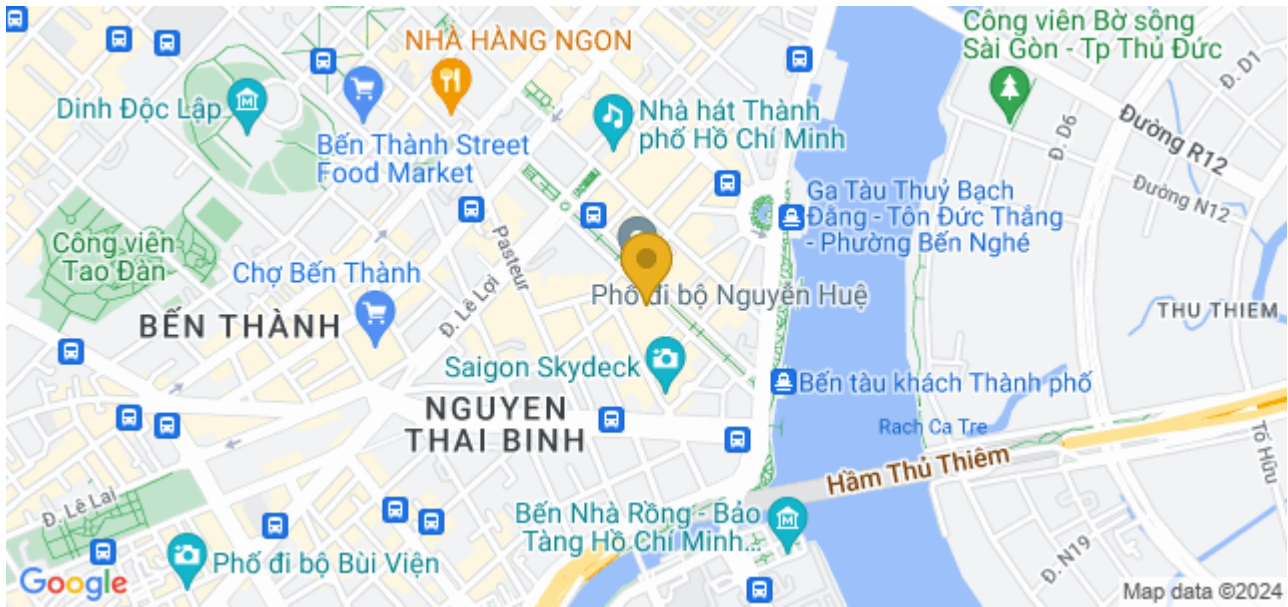 Công viên Bờ sông
Sài Gòn - Tp Thủ Đức
NHÀ HÀNG NGON
Đ. D1
Dinh Độc Lập
Nhà hát Thành
phố Hồ Chí Minh
Đ. D6
Đường R12
Bến Thành Street
Food Market
Ga Tàu Thuỷ Bạch
Đằng - Tôn Đức Thắng
- Phường Bến Nghé
Đường N12
Công viên
Tao Đàn
Pasteur
Chợ Bến Thành
Đ. Lê Lợi
Phố đi bộ Nguyễn Huệ
THU THIEM
BẾN THÀNH
Saigon Skydeck
Bến tàu khách Thành phố
NGUYEN
THAI BINH
Rach Ca Tre
Tố Hữu
Hầm Thủ Thiêm
Đ. Lê Lai
Bến Nhà Rồng - Bảo
Tàng Hồ Chí Minh...
Đ. N19
Phố đi bộ Bùi Viện
Google
Map data ©2024